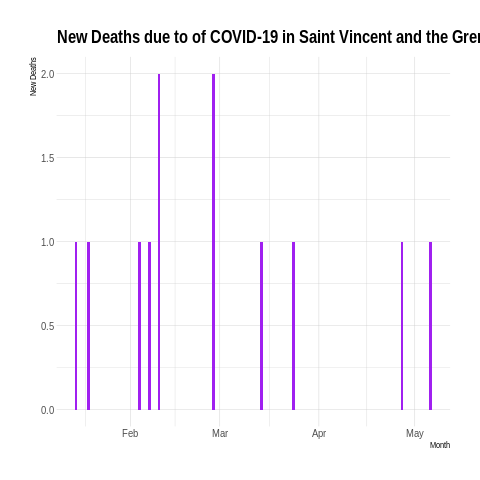 New Deaths due to of COVID-19 in Saint Vincent and the Gren
New Deaths
2.0
1.5
1.0
0.5
0.0
Feb Mar Apr May
Month